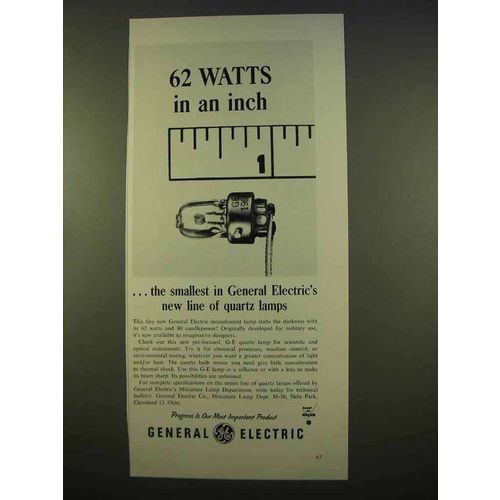 62 WATTS
in an inch
1
GE
19
... the smallest in General Electric's
new line of quartz lamps
This tiny new General Electric incandescent lamp stabs the darkness with
its 62 watts and 80 candlepower! Originally developed for military use,
it's now available to imaginative designers.
Check out this new pre-focused, G-E quartz lamp for scientific and
optical instruments. Try it for chemical processes, machine control, or
environmental testing, wherever you want a greater concentration of light
and/or heat. The quartz bulb means you need give little consideration
to thermal shock. Use this G-E lamp in a reflector or with a lens to make
its beam sharp. Its possibilities are unlimited.
For complete specifications on the entire line of quartz lamps offered by
General Electric's Miniature Lamp Department, write today for technical
bulletin. General Electric Co., Miniature Lamp Dept. M-38, Nela Park,
Cleveland 12, Ohio.
Progress Is Our Most Important Product
GENERAL GE ELECTRIC
67